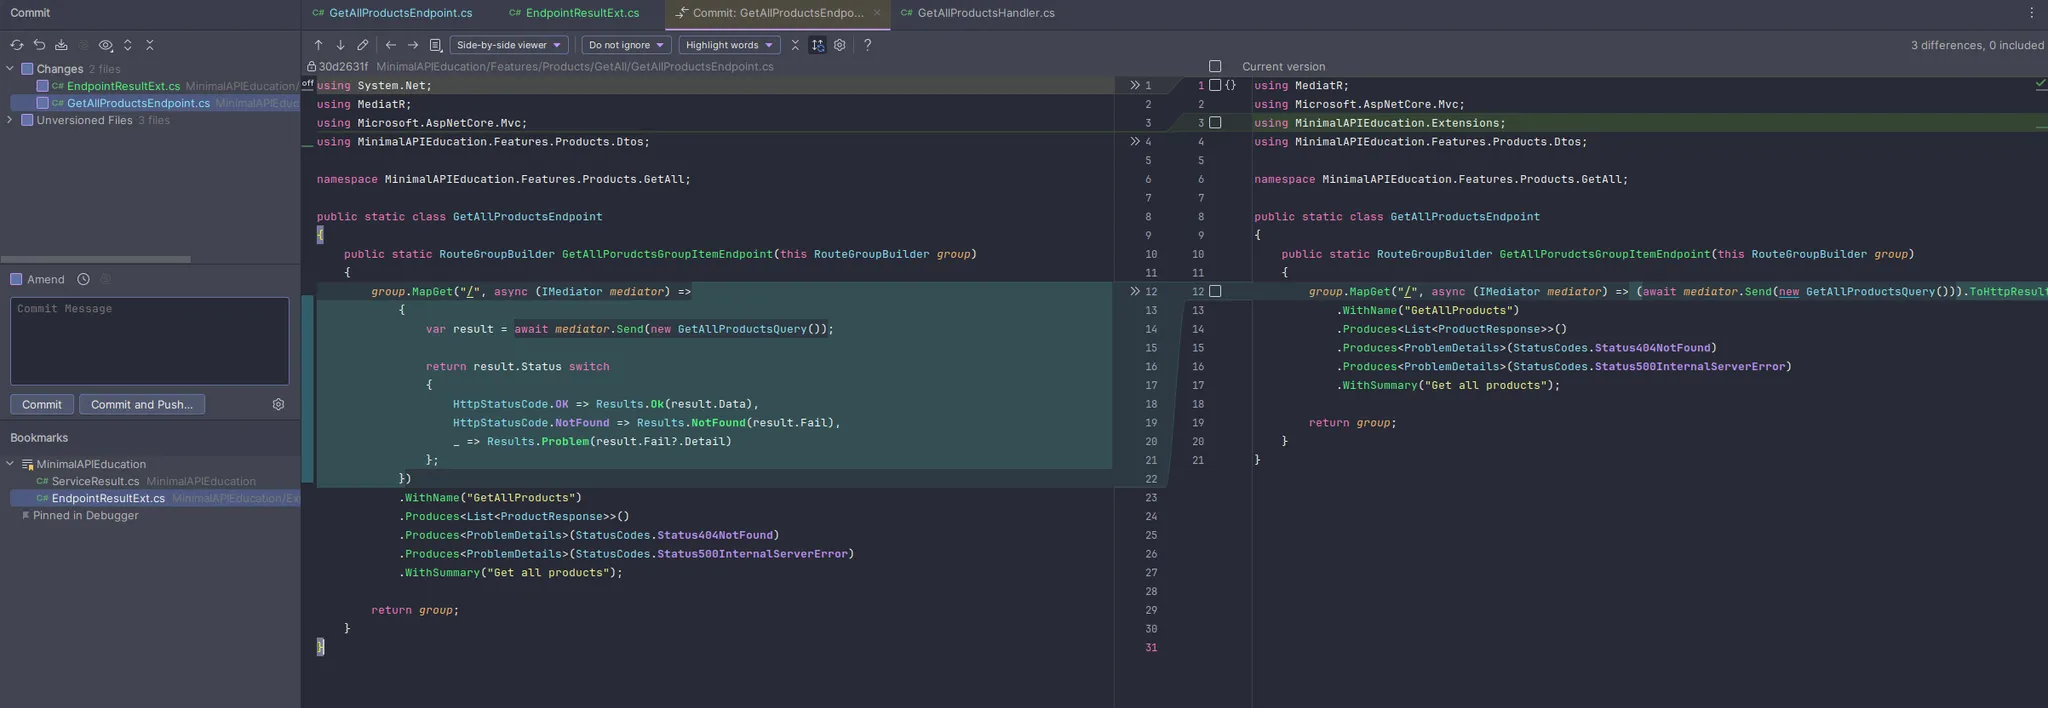 Commit
GetAllProductsEndpoint.cs
EndpointResultExt.cs
Commit: GetAllProductsEndpo...
GetAllProductsHandler.cs
Side-by-side viewer
Do not ignore
Highlight words
?
3 differences, 0 included
Changes 2 files
C# EndpointResultExt.cs MinimalAPIEducation/
C# GetAllProductsEndpoint.cs MinimalAPIEduc
Unversioned Files 3 files
Amend
Commit Message
Commit
Commit and Push...
Bookmarks
MinimalAPIEducation
C# ServiceResult.cs MinimalAPIEducation
C# EndpointResultExt.cs MinimalAPIEducation/Ex
Pinned in Debugger
30d2631f MinimalAPIEducation/Features/Products/GetAll/GetAllProductsEndpoint.cs
off
using System.Net; 1
using MediatR; 2
using Microsoft.AspNetCore.Mvc; 3
using MinimalAPIEducation.Features.Products.Dtos; 4
5
namespace MinimalAPIEducation.Features.Products.GetAll; 6
7
public static class GetAllProductsEndpoint 8
{ 9
public static RouteGroupBuilder GetAllPorudctsGroupItemEndpoint(this RouteGroupBuilder group) 10
{ 11
group.MapGet("/", async (IMediator mediator) => 12
{ 13
var result = await mediator.Send(new GetAllProductsQuery()); 14
15
return result.Status switch 16
{ 17
HttpStatusCode.OK => Results.Ok(result.Data), 18
HttpStatusCode.NotFound => Results.NotFound(result.Fail), 19
_ => Results.Problem(result.Fail?.Detail) 20
}; 21
}) 22
.WithName("GetAllProducts") 23
.Produces<List<ProductResponse>>() 24
.Produces<ProblemDetails>(StatusCodes.Status404NotFound) 25
.Produces<ProblemDetails>(StatusCodes.Status500InternalServerError) 26
.WithSummary("Get all products"); 27
28
return group; 29
} 30
} 31
Current version
1 {} using MediatR;
2 using Microsoft.AspNetCore.Mvc;
3 using MinimalAPIEducation.Extensions;
4 using MinimalAPIEducation.Features.Products.Dtos;
5
6 namespace MinimalAPIEducation.Features.Products.GetAll;
7
8 public static class GetAllProductsEndpoint
9 {
10 public static RouteGroupBuilder GetAllPorudctsGroupItemEndpoint(this RouteGroupBuilder group)
11 {
12 group.MapGet("/", async (IMediator mediator) => (await mediator.Send(new GetAllProductsQuery())).ToHttpResult
13 .WithName("GetAllProducts")
14 .Produces<List<ProductResponse>>()
15 .Produces<ProblemDetails>(StatusCodes.Status404NotFound)
16 .Produces<ProblemDetails>(StatusCodes.Status500InternalServerError)
17 .WithSummary("Get all products");
18
19 return group;
20 }
21 }